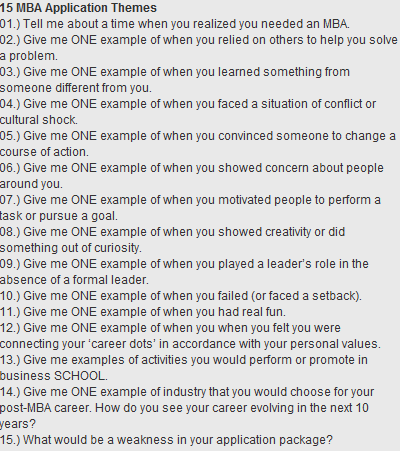 15 MBA Application Themes
01.) Tell me about a time when you realized you needed an MBA.
02.) Give me ONE example of when you relied on others to help you solve
a problem.
03.) Give me ONE example of when you learned something from
someone different from you.
04.) Give me ONE example of when you faced a situation of conflict or
cultural shock.
05.) Give me ONE example of when you convinced someone to change a
course of action.
06.) Give me ONE example of when you showed concern about people
around you.
07.) Give me ONE example of when you motivated people to perform a
task or pursue a goal.
08.) Give me ONE example of when you showed creativity or did
something out of curiosity.
09.) Give me ONE example of when you played a leader's role in the
absence of a formal leader.
10.) Give me ONE example of when you failed (or faced a setback).
11.) Give me ONE example of when you had real fun.
12.) Give me ONE example of when you when you felt you were
connecting your ‘career dots’ in accordance with your personal values.
13.) Give me examples of activities you would perform or promote in
business SCHOOL.
14.) Give me ONE example of industry that you would choose for your
post-MBA career. How do you see your career evolving in the next 10
years?
15.) What would be a weakness in your application package?